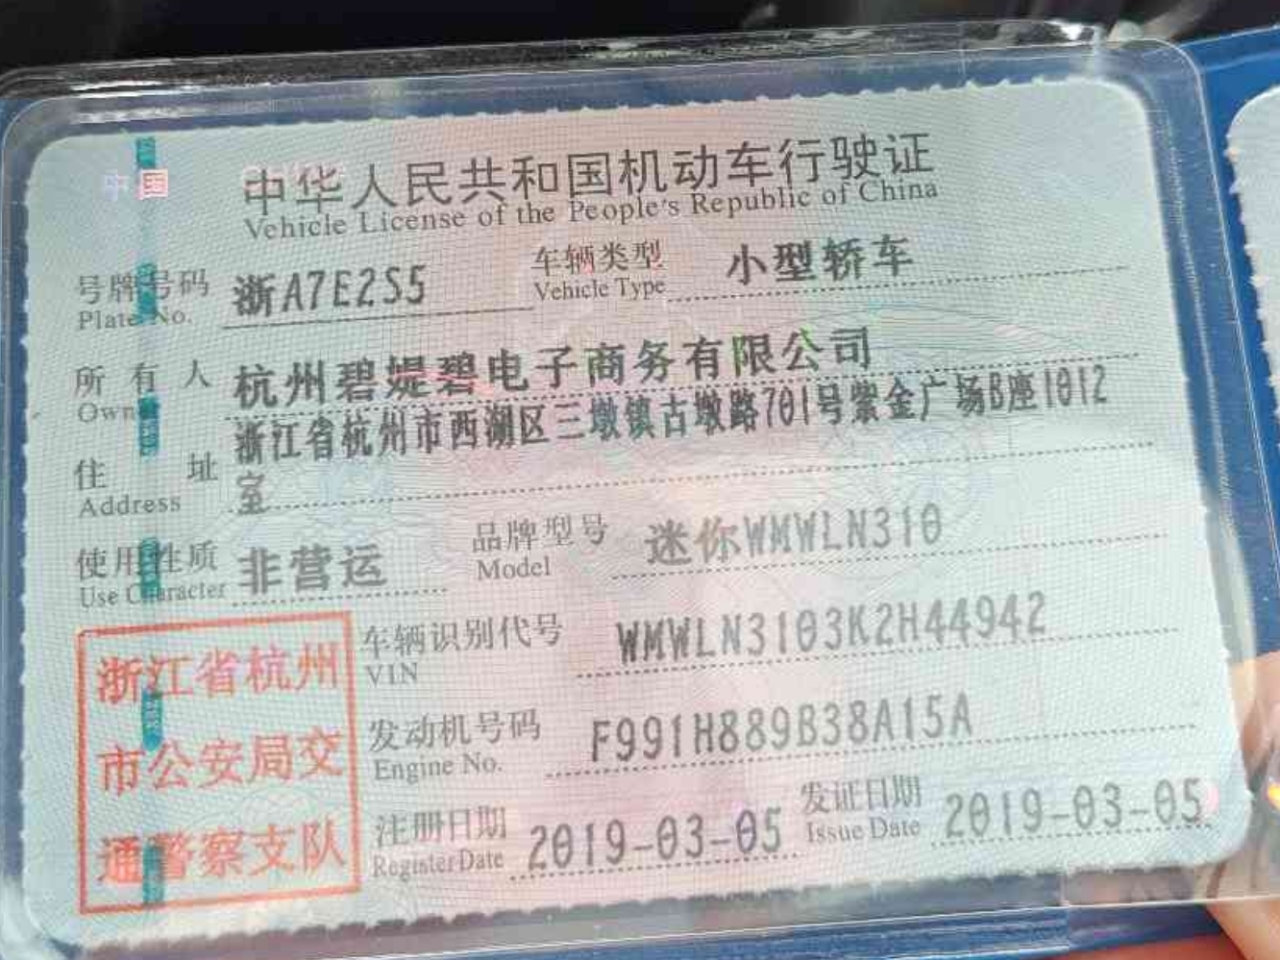 中国
中华人民共和国机动车行驶证
Vehicle License of the People's Republic of China
号牌号码 浙A7E2S5 车辆类型 小型轿车
Plate No. Vehicle Type
所有人 杭州碧媞碧电子商务有限公司
Owner
住址 浙江省杭州市西湖区三墩镇古墩路701号紫金广场B座1012
Address 室
使用性质 非营运 品牌型号 迷你WMWLN310
Use Character Model
车辆识别代号 WMWLN3103K2H44942
VIN
发动机号码 F991H889B38A15A
Engine No.
注册日期 2019-03-05 发证日期 2019-03-05
Register Date Issue Date
浙江省杭州
市公安局交
通警察支队